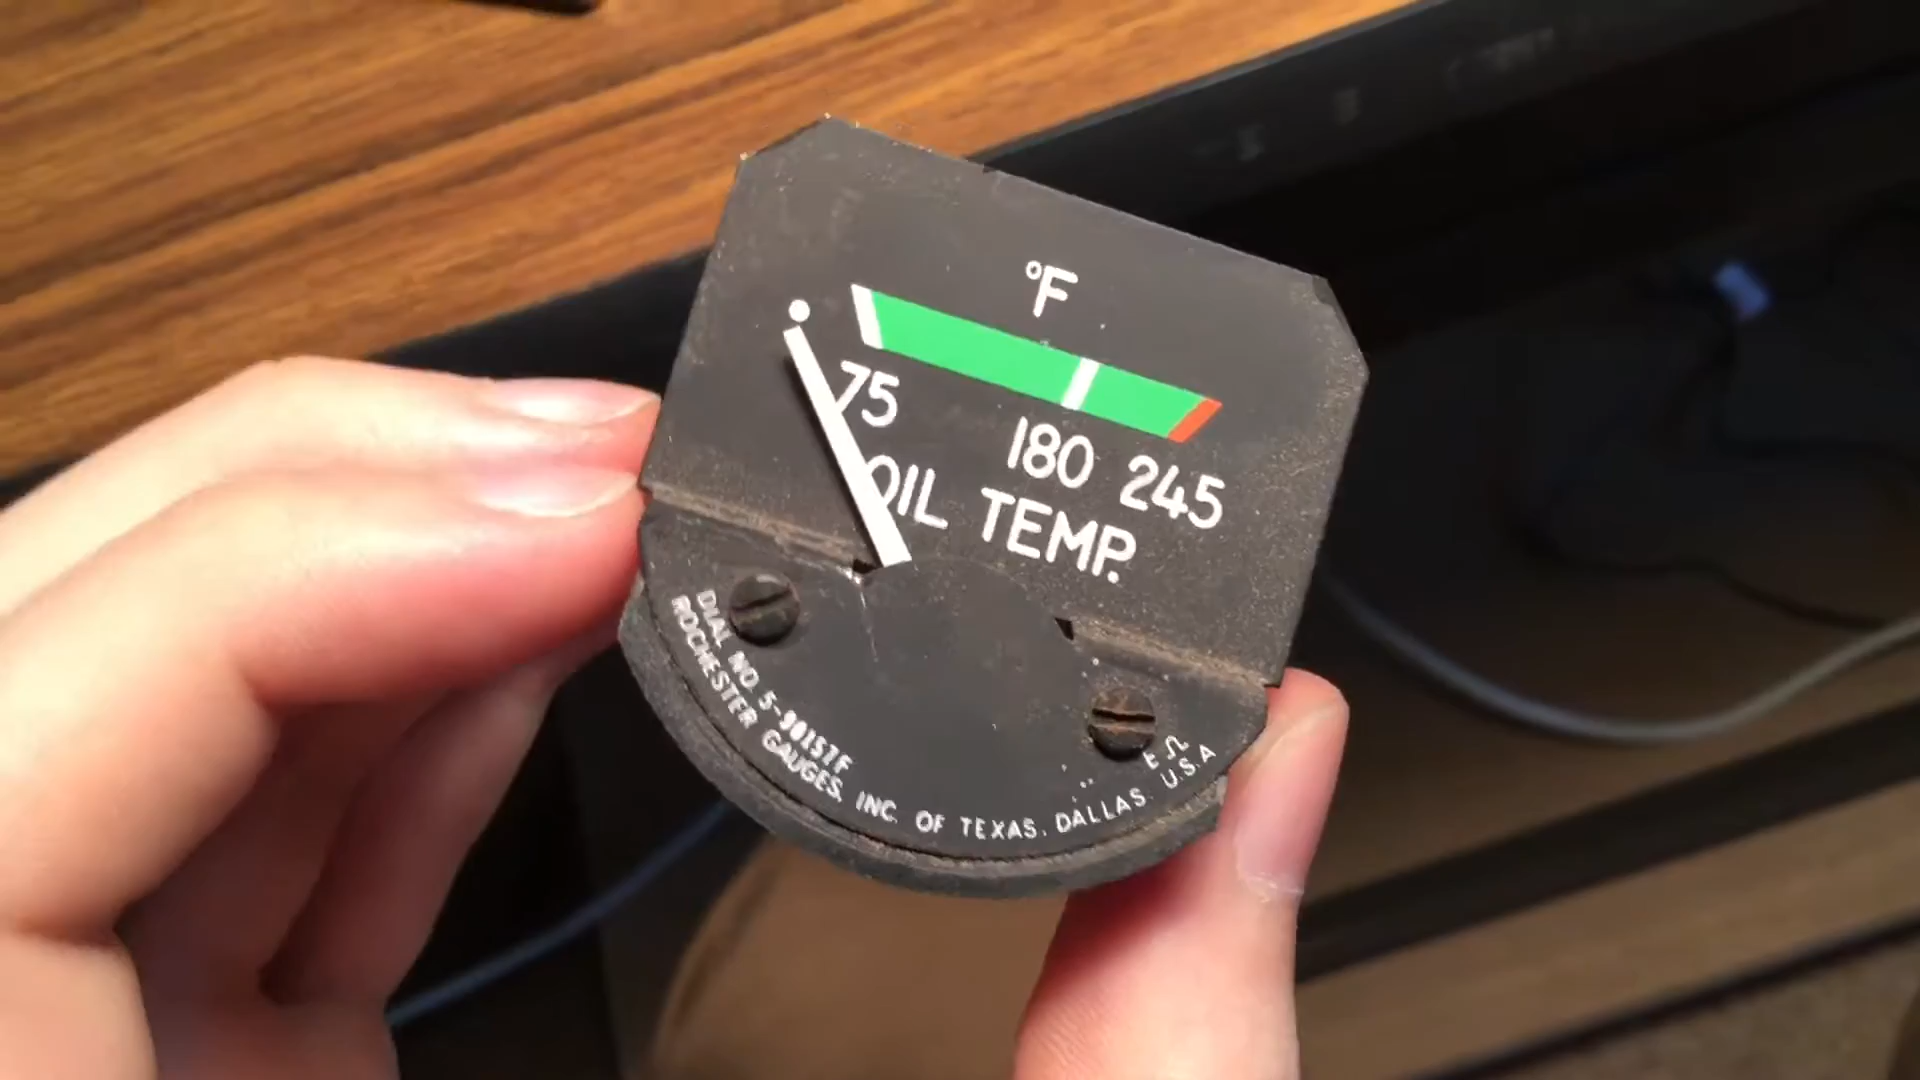 °F
75 180 245
OIL TEMP.
DIAL NO. 5-90157F
ROCHESTER GAUGES, INC. OF TEXAS, DALLAS, U.S.A
E Ω